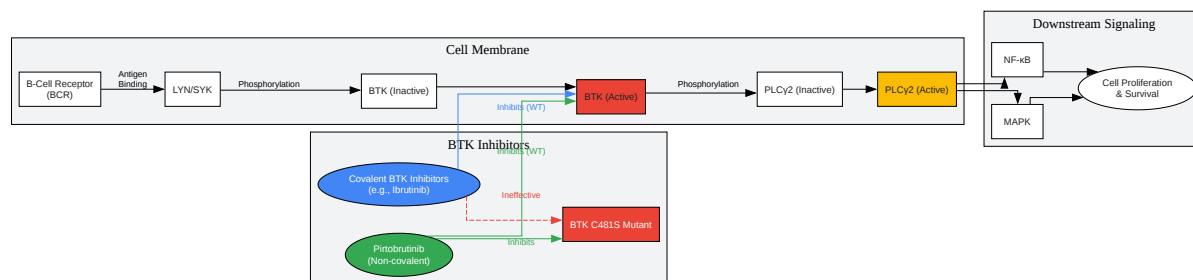 Downstream Signaling
Cell Membrane
B-Cell Receptor
(BCR)
Antigen
Binding
LYN/SYK
Phosphorylation
BTK (Inactive)
BTK (Active)
Phosphorylation
PLCγ2 (Inactive)
PLCγ2 (Active)
NF-κB
MAPK
Cell Proliferation
& Survival
Inhibits (WT)
BTK Inhibitors
Inhibits (WT)
Covalent BTK Inhibitors
(e.g., Ibrutinib)
Ineffective
BTK C481S Mutant
Inhibits
Pirtobrutinib
(Non-covalent)